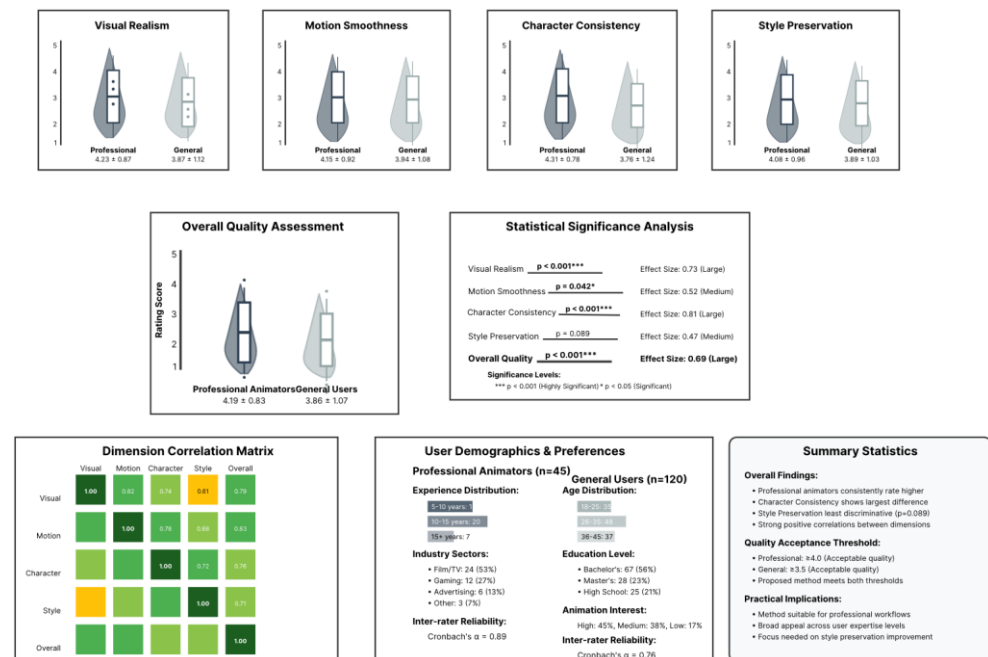 Visual Realism
5
4
3
2
1
Professional
4.23 ± 0.87
General
3.87 ± 1.12
Motion Smoothness
5
4
3
2
1
Professional
4.15 ± 0.92
General
3.94 ± 1.08
Character Consistency
5
4
3
2
1
Professional
4.31 ± 0.78
General
3.76 ± 1.24
Style Preservation
5
4
3
2
1
Professional
4.08 ± 0.96
General
3.89 ± 1.03
Overall Quality Assessment
Rating Score
5
4
3
2
1
Professional Animators
4.19 ± 0.83
General Users
3.86 ± 1.07
Statistical Significance Analysis
Visual Realism p < 0.001*** Effect Size: 0.73 (Large)
Motion Smoothness p = 0.042* Effect Size: 0.52 (Medium)
Character Consistency p < 0.001*** Effect Size: 0.81 (Large)
Style Preservation p = 0.089 Effect Size: 0.47 (Medium)
Overall Quality p < 0.001*** Effect Size: 0.69 (Large)
Significance Levels:
*** p < 0.001 (Highly Significant) * p < 0.05 (Significant)
Dimension Correlation Matrix
Visual Motion Character Style Overall
Visual 1.00 0.82 0.74 0.61 0.79
Motion 1.00 0.78 0.68 0.83
Character 1.00 0.72 0.76
Style 1.00 0.71
Overall 1.00
User Demographics & Preferences
Professional Animators (n=45)
Experience Distribution:
5-10 years: 1
10-15 years: 20
15+ years: 7
Industry Sectors:
• Film/TV: 24 (53%)
• Gaming: 12 (27%)
• Advertising: 6 (13%)
• Other: 3 (7%)
Inter-rater Reliability:
Cronbach's α = 0.89
General Users (n=120)
Age Distribution:
18-25: 35
26-35: 48
36-45: 37
Education Level:
• Bachelor's: 67 (56%)
• Master's: 28 (23%)
• High School: 25 (21%)
Animation Interest:
High: 45%, Medium: 38%, Low: 17%
Inter-rater Reliability:
Cronbach's α = 0.76
Summary Statistics
Overall Findings:
• Professional animators consistently rate higher
• Character Consistency shows largest difference
• Style Preservation least discriminative (p=0.089)
• Strong positive correlations between dimensions
Quality Acceptance Threshold:
• Professional: ≥4.0 (Acceptable quality)
• General: ≥3.5 (Acceptable quality)
• Proposed method meets both thresholds
Practical Implications:
• Method suitable for professional workflows
• Broad appeal across user expertise levels
• Focus needed on style preservation improvement